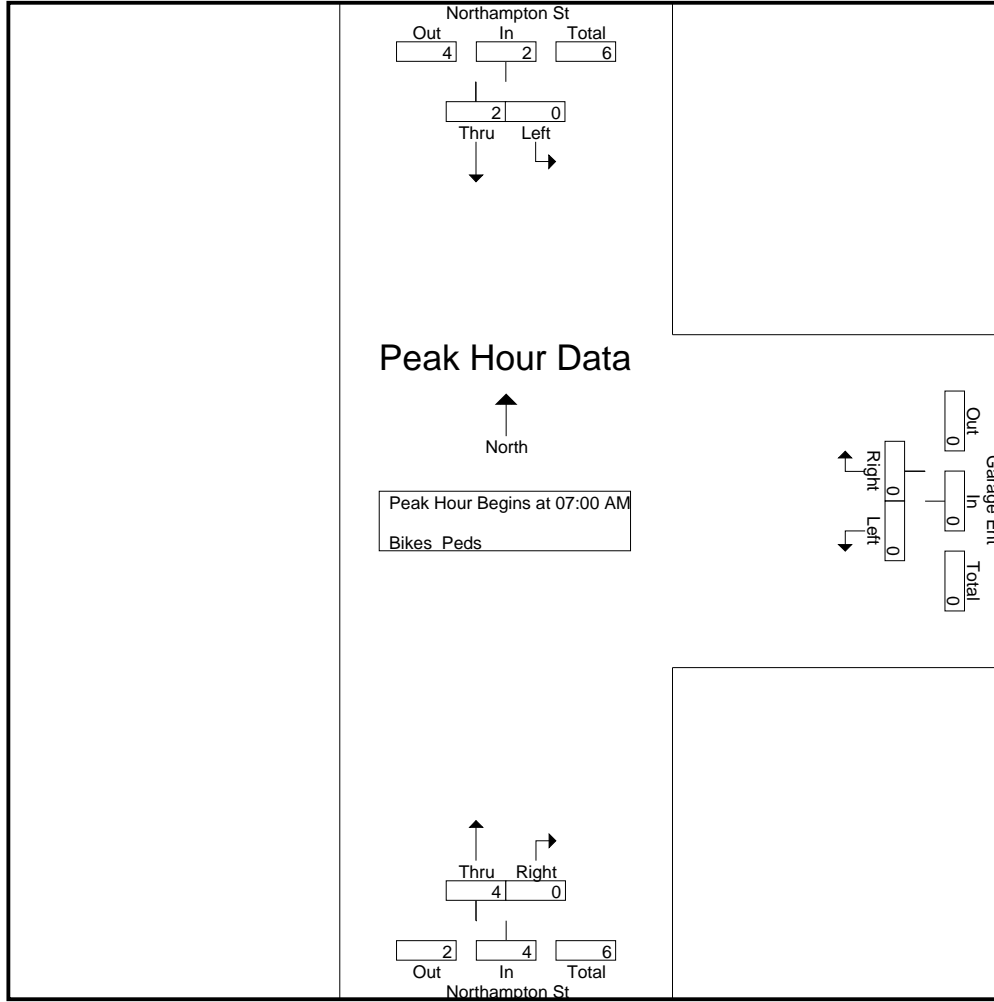 Northampton St
Out In Total
4 2 6
2 0
Thru Left
Peak Hour Data
North
Peak Hour Begins at 07:00 AM
Bikes Peds
Out In Total
0 0 0
Garage Ent
Right Left
0 0
Thru Right
4 0
2 4 6
Out In Total
Northampton St